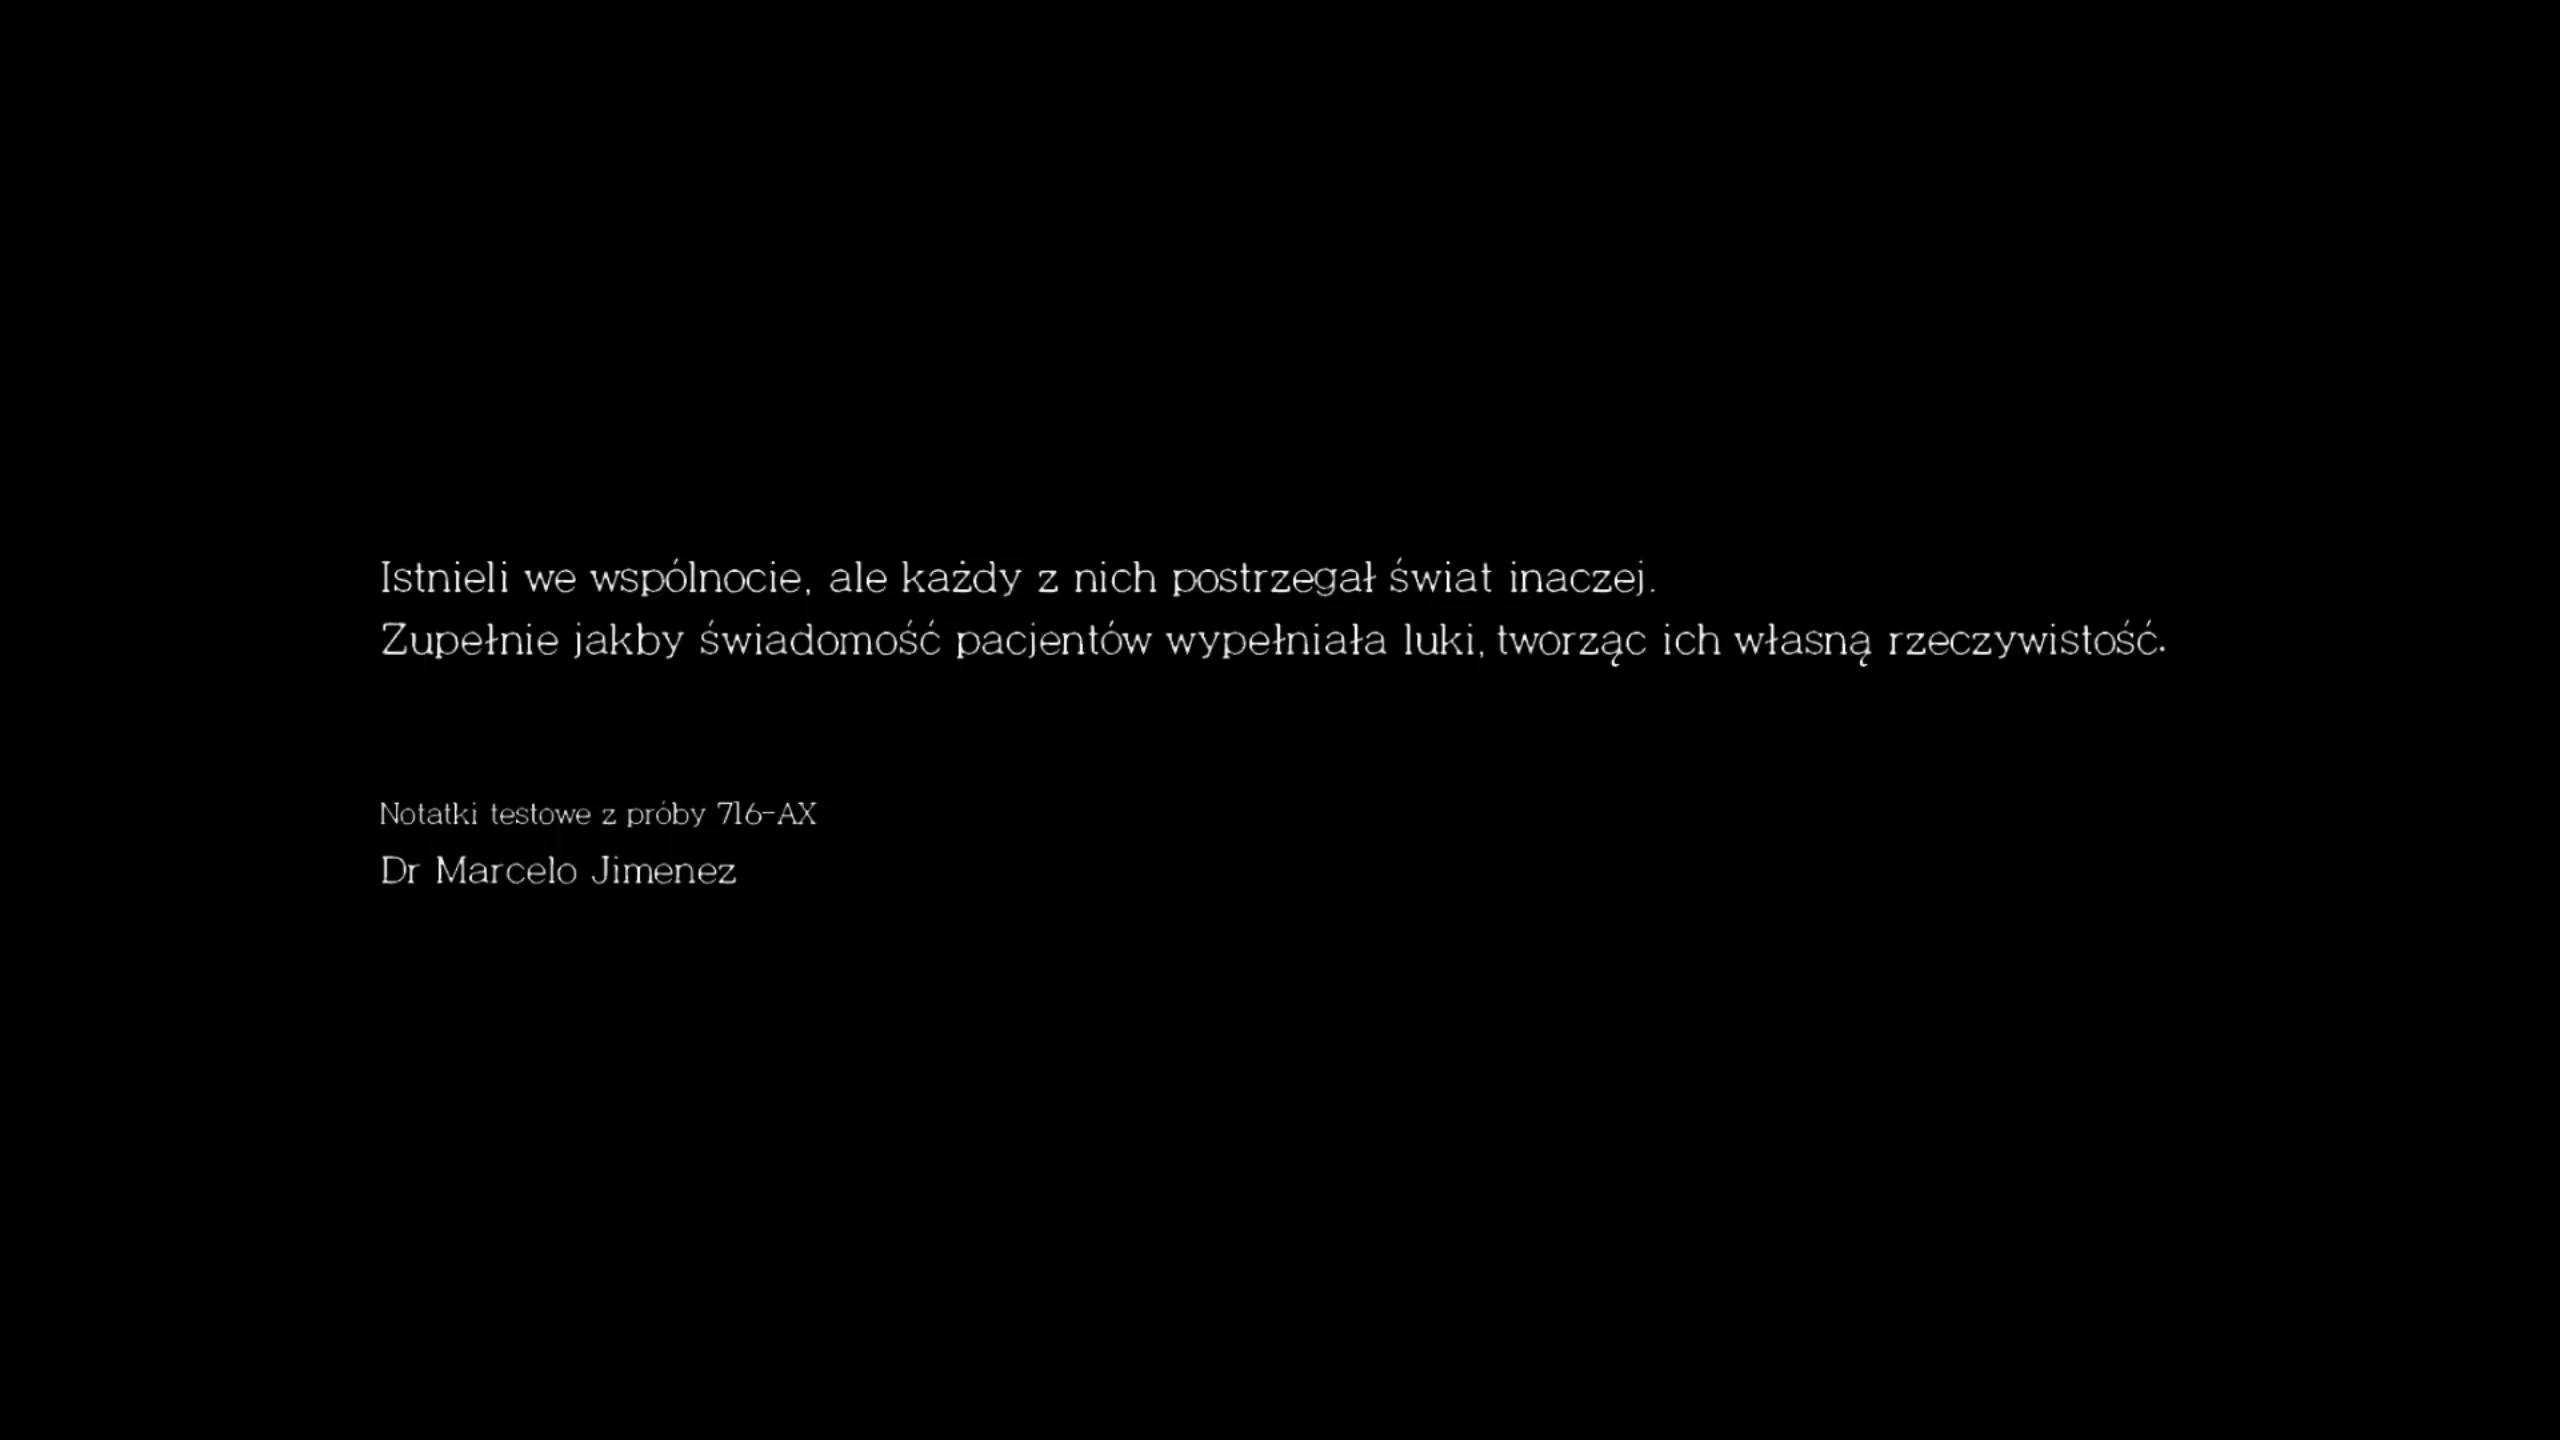 Istnieli we wspólnocie, ale każdy z nich postrzegał świat inaczej.
Zupełnie jakby świadomość pacjentów wypełniała luki, tworząc ich własną rzeczywistość.
Notatki testowe z próby 716-AX
Dr Marcelo Jimenez